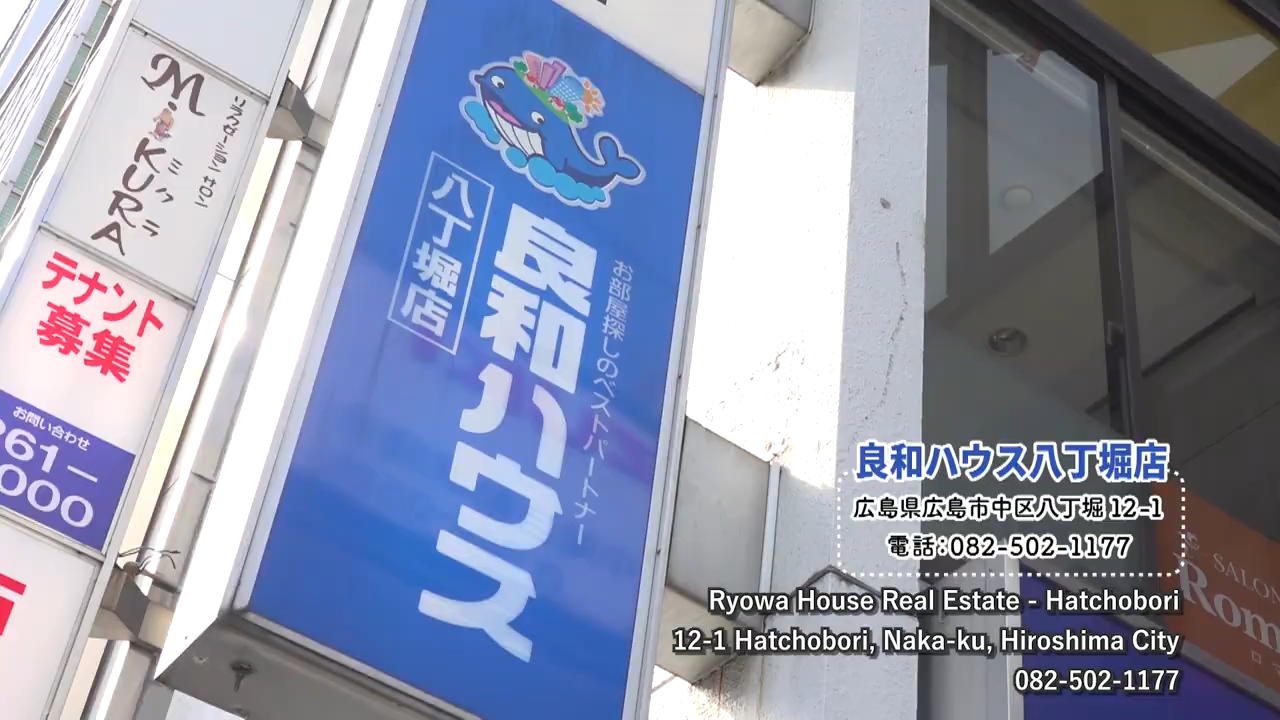 MiKURA
リラクゼーション サロン
ミクラ
テナント
募集
お問い合わせ
261-
000
お部屋探しのベストパートナー
良和ハウス
八丁堀店
良和ハウス八丁堀店
広島県広島市中区八丁堀12-1
電話:082-502-1177
Ryowa House Real Estate - Hatchobori
12-1 Hatchobori, Naka-ku, Hiroshima City
082-502-1177
SALON
Rom